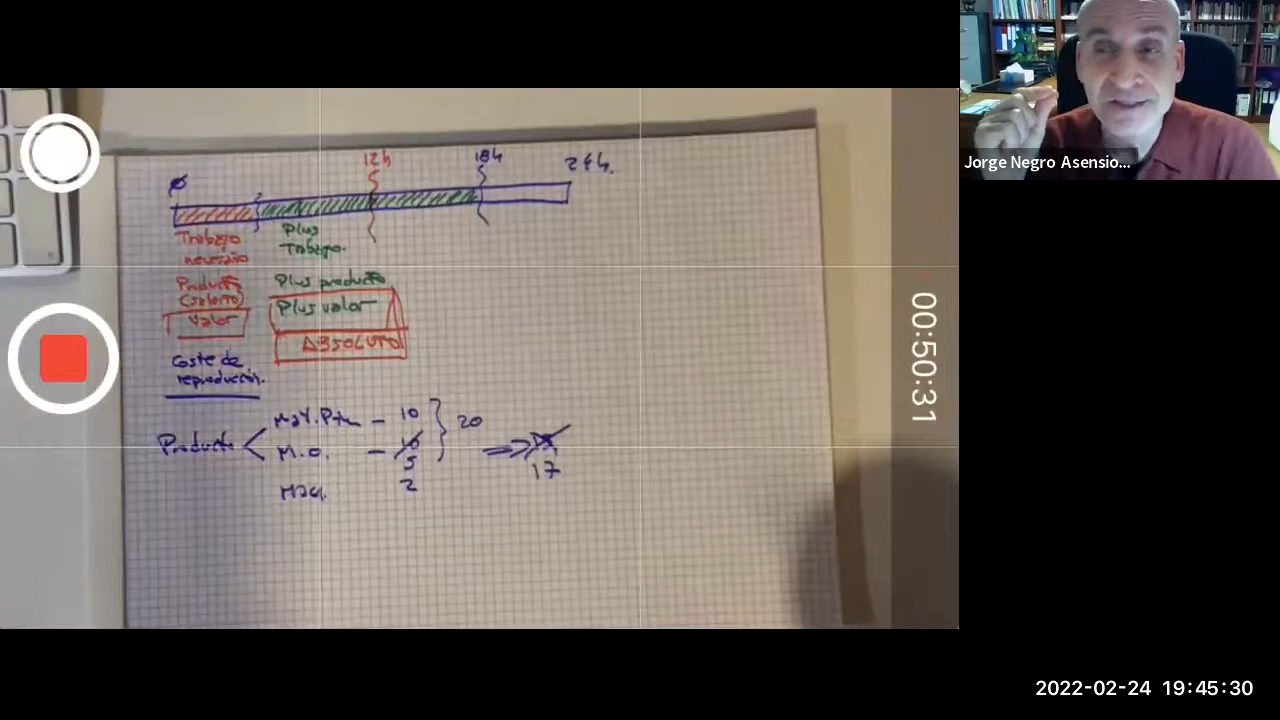 Ø 12h 18h 24h.
Trabajo
necesario
Plus
Trabajo.
Producto
(salario)
Valor
Plus producto
Plus valor
ABSOLUTO
Coste de
reproducción.
Producto
Mat. Prim – 10
M.O. – 10
5
Maq. 2
} 20
17
00:50:31
Jorge Negro Asensio...
2022-02-24 19:45:30